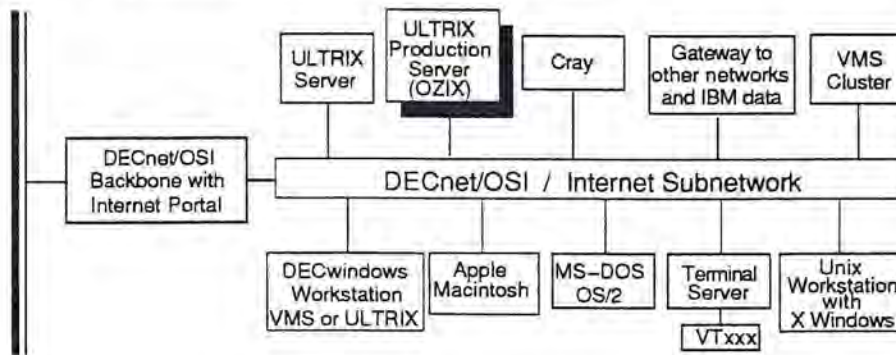 ULTRIX
Server
ULTRIX
Production
Server
(OZIX)
Cray
Gateway to
other networks
and IBM data
VMS
Cluster
DECnet/OSI
Backbone with
Internet Portal
DECnet/OSI / Internet Subnetwork
DECwindows
Workstation
VMS or ULTRIX
Apple
Macintosh
MS-DOS
OS/2
Terminal
Server
VTxxx
Unix
Workstation
with
X Windows